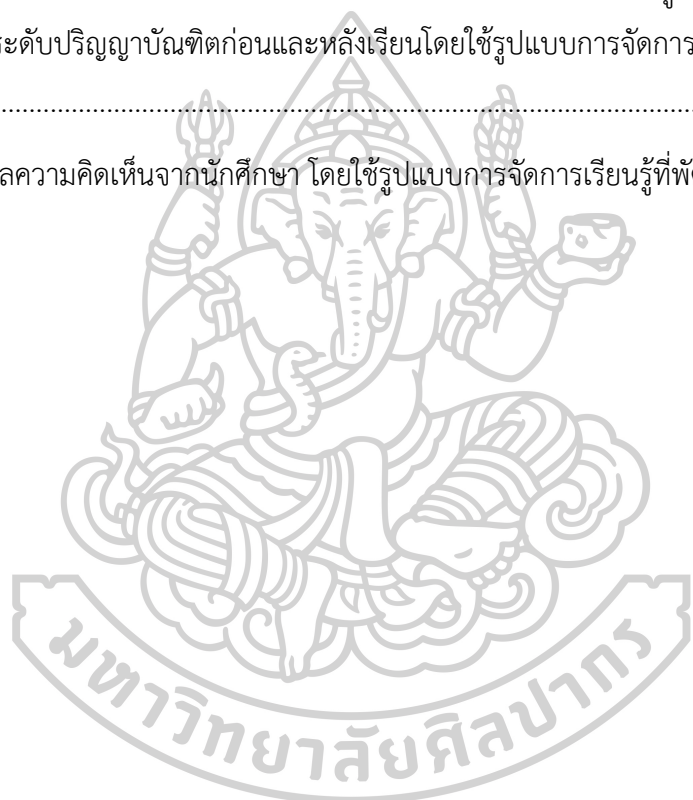 ระดับปริญญาบัณฑิตก่อนและหลังเรียนโดยใช้รูปแบบการจัดการ
....................................................................................................
ลความคิดเห็นจากนักศึกษา โดยใช้รูปแบบการจัดการเรียนรู้ที่พั
มหาวิทยาลัยศิลปากร